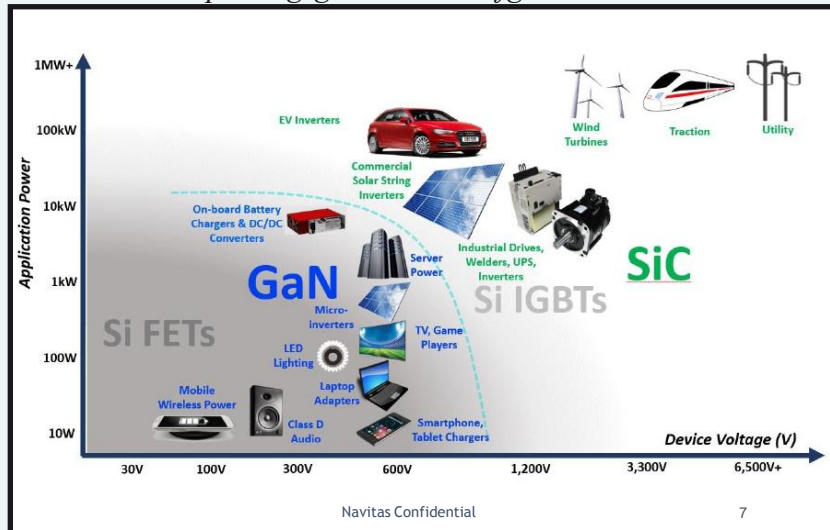 1MW+
100kW
10kW
1kW
100W
10W
Application Power
EV Inverters
Wind
Turbines
Traction
Utility
Commercial
Solar String
Inverters
On-board Battery
Chargers & DC/DC
Converters
Server
Power
Industrial Drives,
Welders, UPS,
Inverters
SiC
GaN
Si IGBTs
Micro-
inverters
Si FETs
TV, Game
Players
LED
Lighting
Laptop
Adapters
Mobile
Wireless Power
Class D
Audio
Smartphone,
Tablet Chargers
Device Voltage (V)
30V
100V
300V
600V
1,200V
3,300V
6,500V+
Navitas Confidential
7